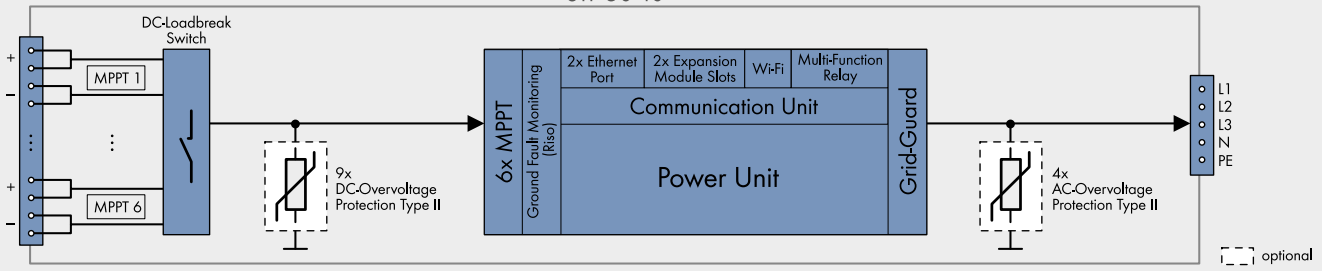 DC-Loadbreak
Switch
+
MPPT 1
–
...
...
+
MPPT 6
–
9x
DC-Overvoltage
Protection Type II
6x MPPT
Ground Fault Monitoring
(Riso)
2x Ethernet
Port
2x Expansion
Module Slots
Wi-Fi
Multi-Function
Relay
Communication Unit
Power Unit
Grid-Guard
4x
AC-Overvoltage
Protection Type II
L1
L2
L3
N
PE
optional